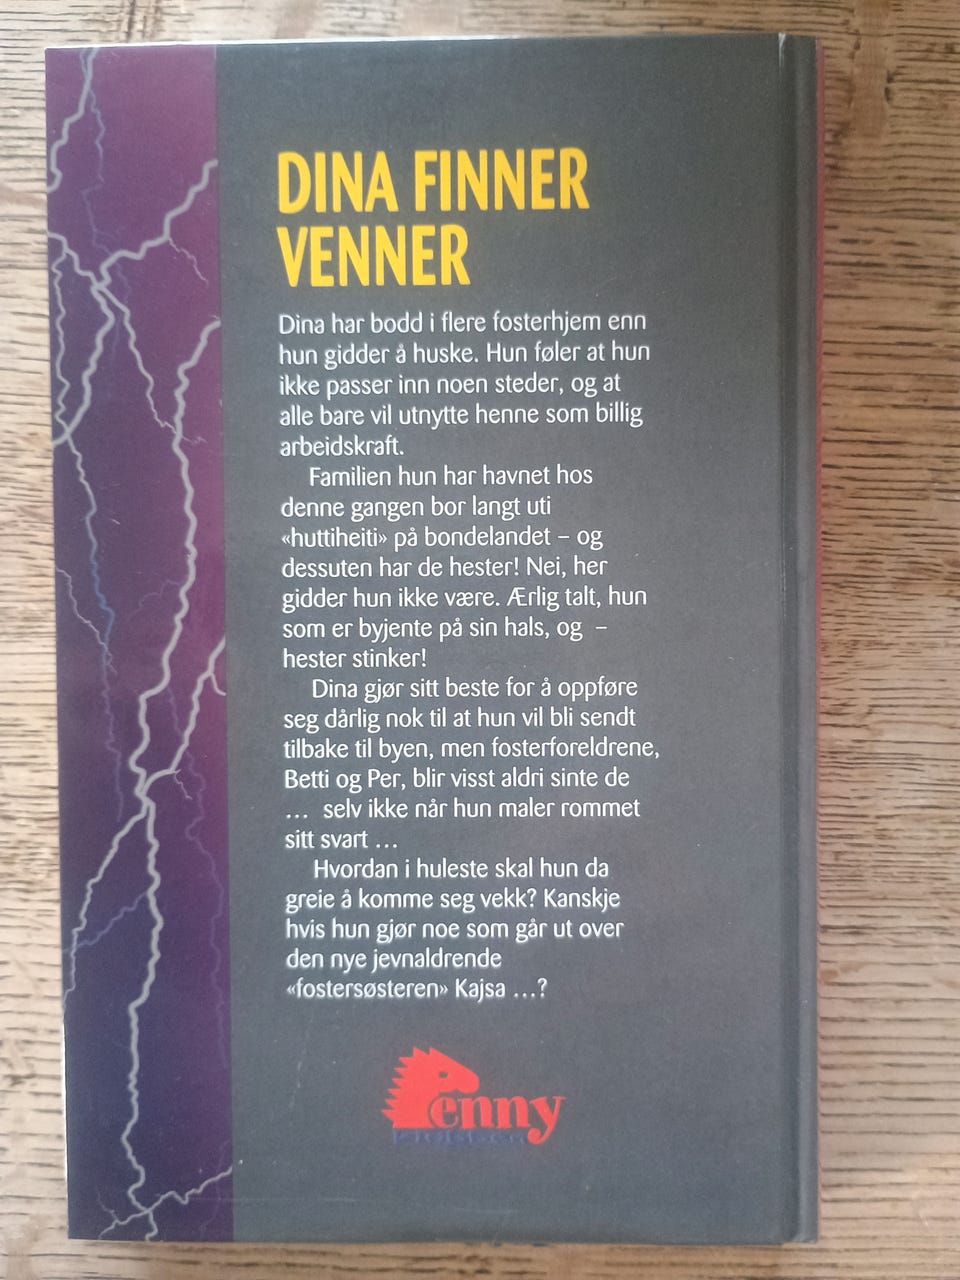 DINA FINNER
VENNER
Dina har bodd i flere fosterhjem enn
hun gidder å huske. Hun føler at hun
ikke passer inn noen steder, og at
alle bare vil utnytte henne som billig
arbeidskraft.
Familien hun har havnet hos
denne gangen bor langt uti
«huttiheiti» på bondelandet – og
dessuten har de hester! Nei, her
gidder hun ikke være. Ærlig talt, hun
som er byjente på sin hals, og –
hester stinker!
Dina gjør sitt beste for å oppføre
seg dårlig nok til at hun vil bli sendt
tilbake til byen, men fosterforeldrene,
Betti og Per, blir visst aldri sinte de
... selv ikke når hun maler rommet
sitt svart ...
Hvordan i huleste skal hun da
greie å komme seg vekk? Kanskje
hvis hun gjør noe som går ut over
den nye jevnaldrende
«fostersøsteren» Kajsa ...?
Penny